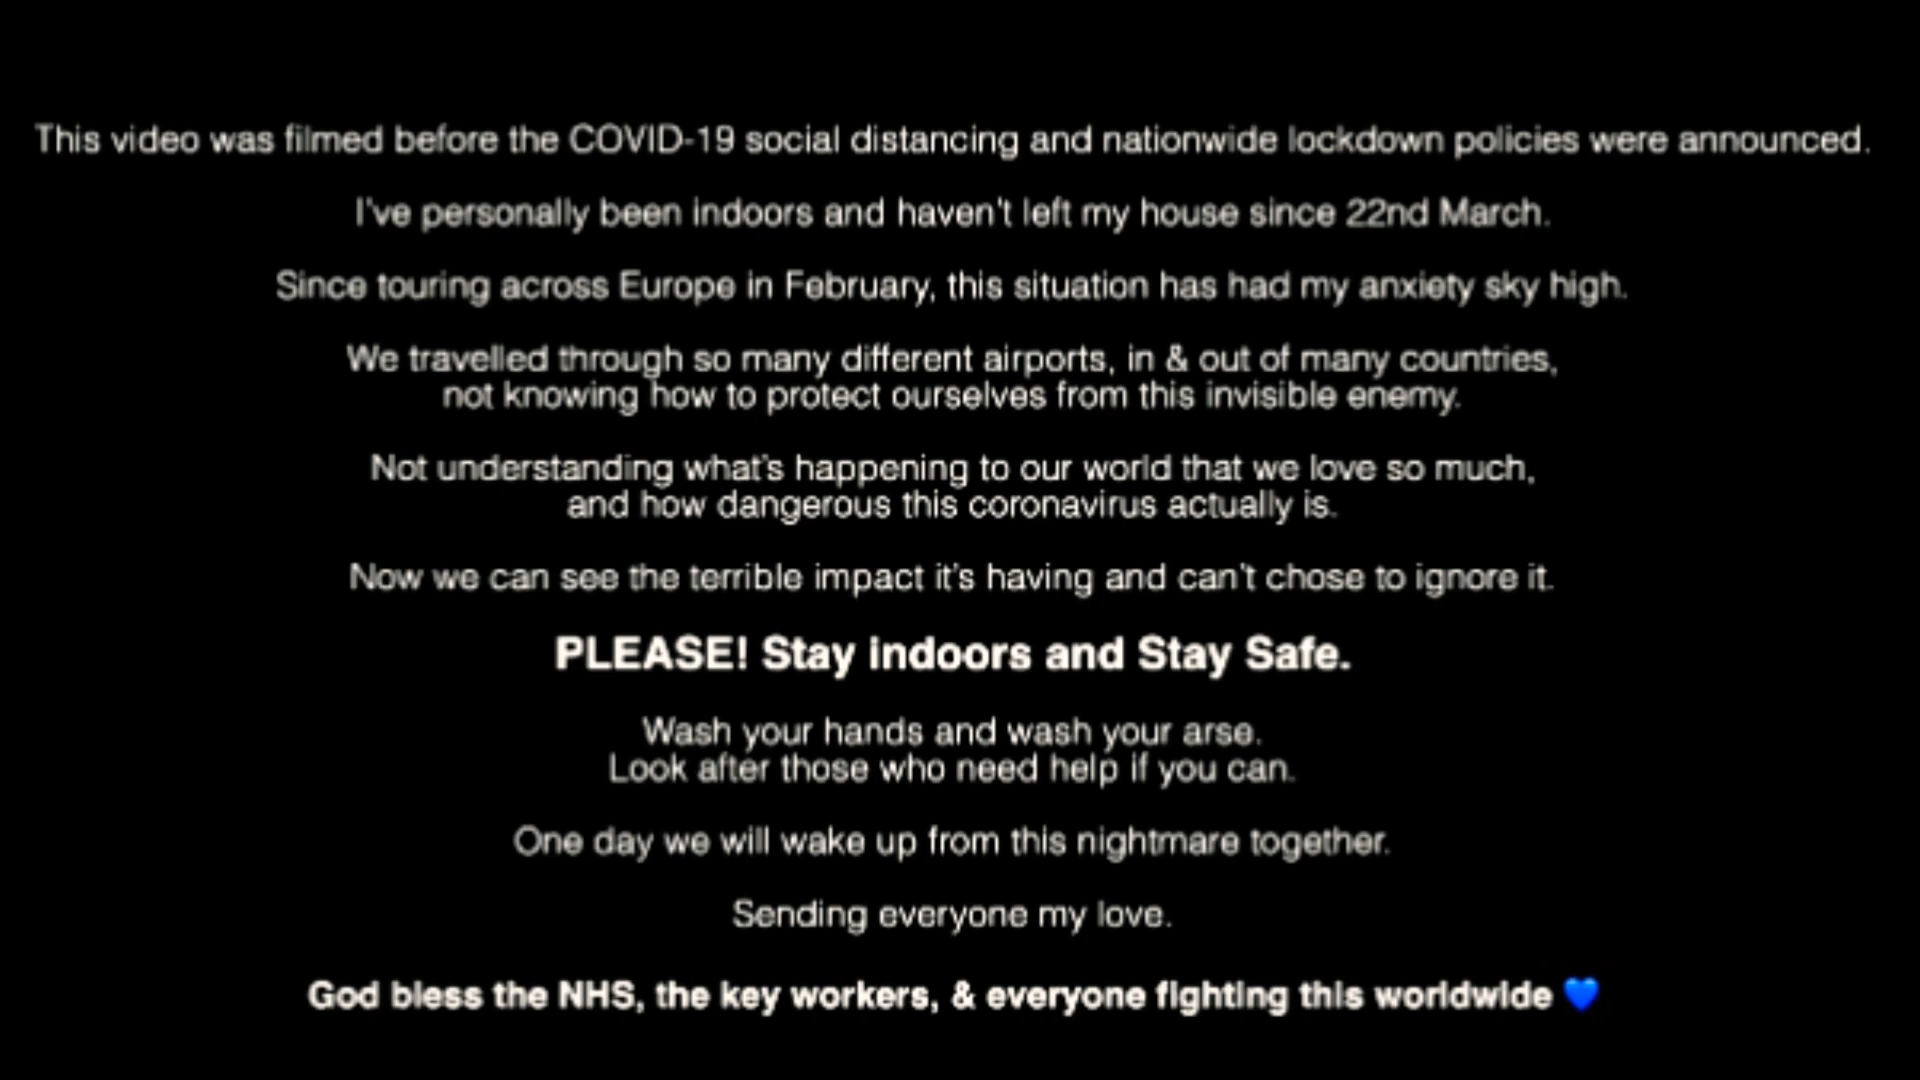 This video was filmed before the COVID-19 social distancing and nationwide lockdown policies were announced.
I've personally been indoors and haven't left my house since 22nd March.
Since touring across Europe in February, this situation has had my anxiety sky high.
We travelled through so many different airports, in & out of many countries,
not knowing how to protect ourselves from this invisible enemy.
Not understanding what's happening to our world that we love so much,
and how dangerous this coronavirus actually is.
Now we can see the terrible impact it's having and can't chose to ignore it.
PLEASE! Stay indoors and Stay Safe.
Wash your hands and wash your arse.
Look after those who need help if you can.
One day we will wake up from this nightmare together.
Sending everyone my love.
God bless the NHS, the key workers, & everyone fighting this worldwide 💙